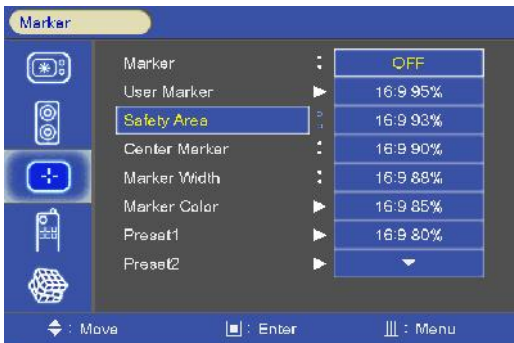 Marker
Marker : OFF
User Marker ▶ 16:9 95%
Safety Area : 16:9 93%
Center Marker : 16:9 90%
Marker Width : 16:9 88%
Marker Color ▶ 16:9 85%
Preset1 ▶ 16:9 80%
Preset2 ▶
: Move : Enter : Menu